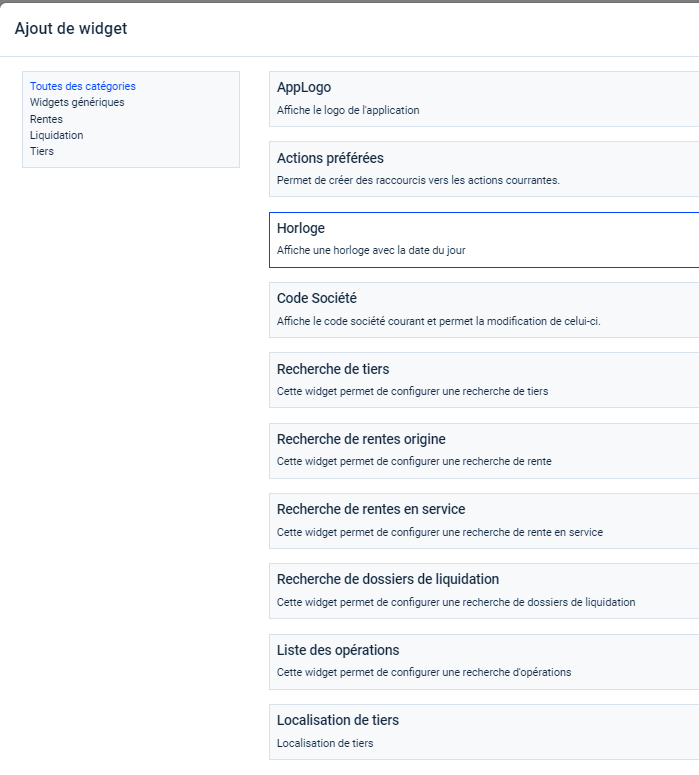 Ajout de widget
Toutes des catégories
Widgets génériques
Rentes
Liquidation
Tiers
AppLogo
Affiche le logo de l'application
Actions préférées
Permet de créer des raccourcis vers les actions courrantes.
Horloge
Affiche une horloge avec la date du jour
Code Société
Affiche le code société courant et permet la modification de celui-ci.
Recherche de tiers
Cette widget permet de configurer une recherche de tiers
Recherche de rentes origine
Cette widget permet de configurer une recherche de rente
Recherche de rentes en service
Cette widget permet de configurer une recherche de rente en service
Recherche de dossiers de liquidation
Cette widget permet de configurer une recherche de dossiers de liquidation
Liste des opérations
Cette widget permet de configurer une recherche d'opérations
Localisation de tiers
Localisation de tiers